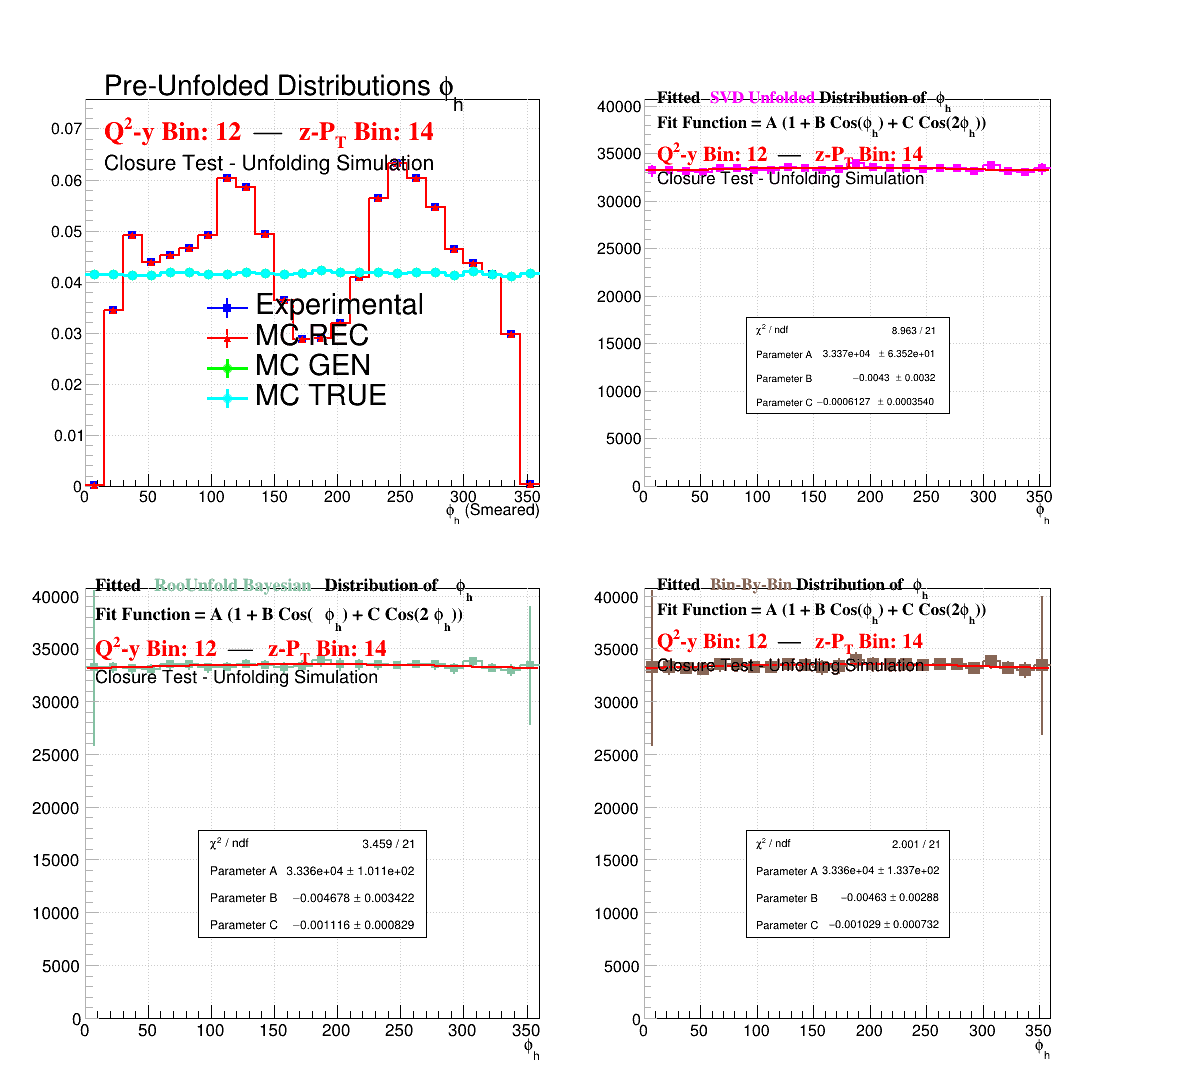 Pre-Unfolded Distributions ϕh
Q²-y Bin: 12 — z-PT Bin: 14
Closure Test - Unfolding Simulation
0.07
0.06
0.05
0.04
0.03
0.02
0.01
0
Experimental
MC REC
MC GEN
MC TRUE
0 50 100 150 200 250 300 350
ϕh (Smeared)
Fitted SVD Unfolded Distribution of ϕh
Fit Function = A (1 + B Cos(ϕh) + C Cos(2ϕh))
Q²-y Bin: 12 — z-PT Bin: 14
Closure Test - Unfolding Simulation
40000
35000
30000
25000
20000
15000
10000
5000
0
χ² / ndf 8.963 / 21
Parameter A 3.337e+04 ± 6.352e+01
Parameter B −0.0043 ± 0.0032
Parameter C −0.0006127 ± 0.0003540
0 50 100 150 200 250 300 350
ϕh
Fitted RooUnfold Bayesian Distribution of ϕh
Fit Function = A (1 + B Cos( ϕh) + C Cos(2 ϕh))
Q²-y Bin: 12 — z-PT Bin: 14
Closure Test - Unfolding Simulation
40000
35000
30000
25000
20000
15000
10000
5000
0
χ² / ndf 3.459 / 21
Parameter A 3.336e+04 ± 1.011e+02
Parameter B −0.004678 ± 0.003422
Parameter C −0.001116 ± 0.000829
0 50 100 150 200 250 300 350
ϕh
Fitted Bin-By-Bin Distribution of ϕh
Fit Function = A (1 + B Cos(ϕh) + C Cos(2ϕh))
Q²-y Bin: 12 — z-PT Bin: 14
Closure Test - Unfolding Simulation
40000
35000
30000
25000
20000
15000
10000
5000
0
χ² / ndf 2.001 / 21
Parameter A 3.336e+04 ± 1.337e+02
Parameter B −0.00463 ± 0.00288
Parameter C −0.001029 ± 0.000732
0 50 100 150 200 250 300 350
ϕh